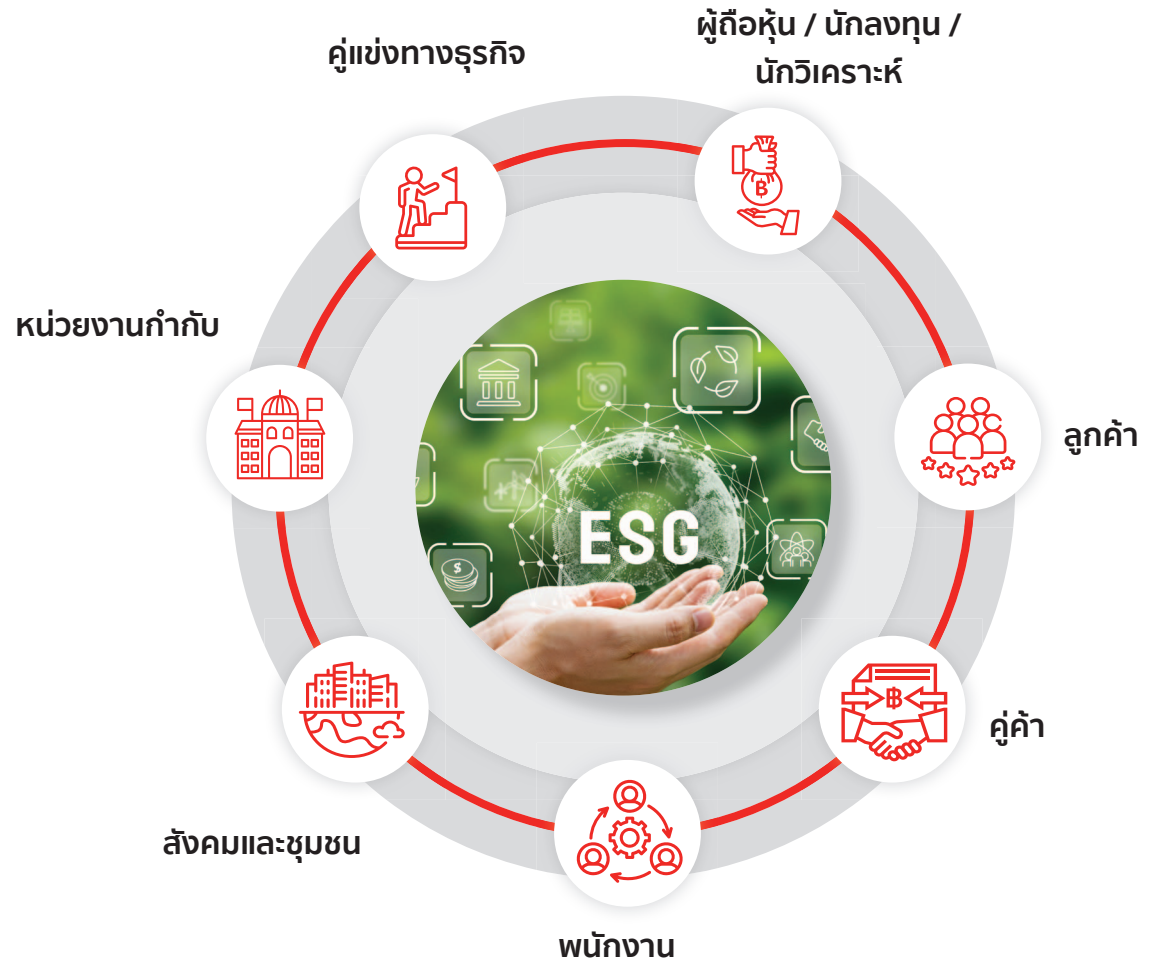 ผู้ถือหุ้น / นักลงทุน /
นักวิเคราะห์
คู่แข่งทางธุรกิจ
฿
หน่วยงานกำกับ
ลูกค้า
ESG
$
฿
คู่ค้า
สังคมและชุมชน
พนักงาน